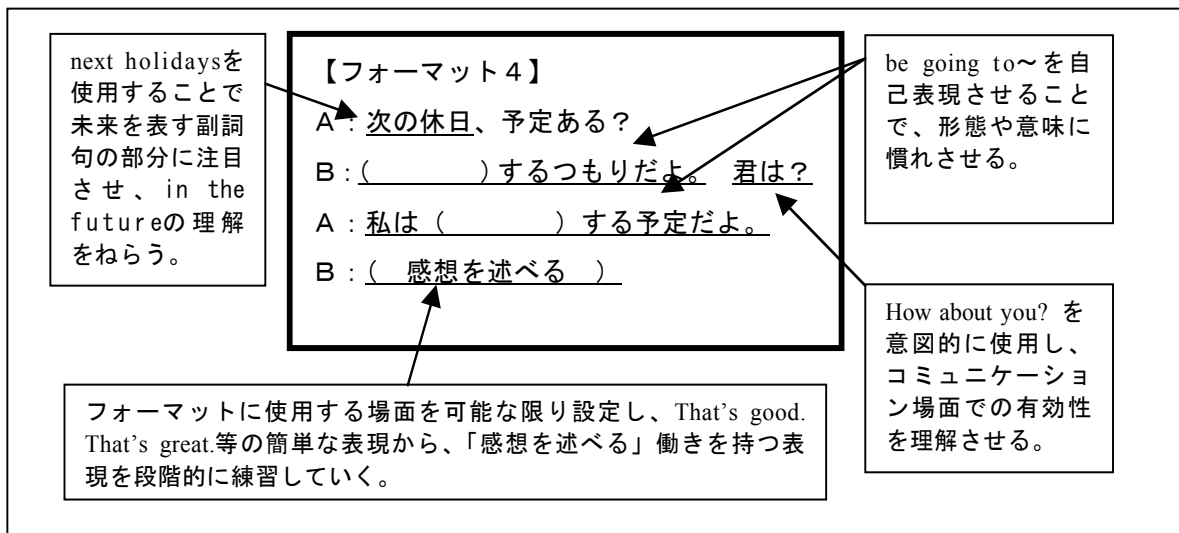 next holidaysを
使用することで
未来を表す副詞
句の部分に注目
させ、in the
futureの理解
をねらう。
【フォーマット4】
A:次の休日、予定ある?
B:(　　　　)するつもりだよ。　君は?
A:私は(　　　　)する予定だよ。
B:(　感想を述べる　)
be going to~を自
己表現させること
で、形態や意味に
慣れさせる。
How about you? を
意図的に使用し、
コミュニケーショ
ン場面での有効性
を理解させる。
フォーマットに使用する場面を可能な限り設定し、That's good.
That's great.等の簡単な表現から、「感想を述べる」働きを持つ表
現を段階的に練習していく。